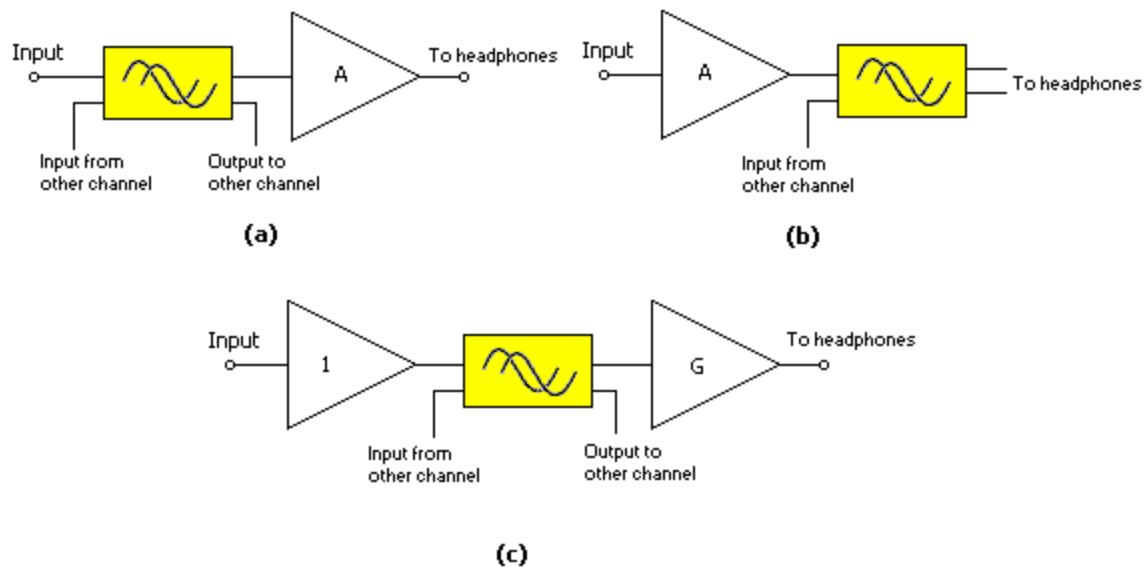 Input
A
To headphones
Input from
other channel
Output to
other channel
(a)
Input
A
To headphones
Input from
other channel
(b)
Input
1
G
To headphones
Input from
other channel
Output to
other channel
(c)